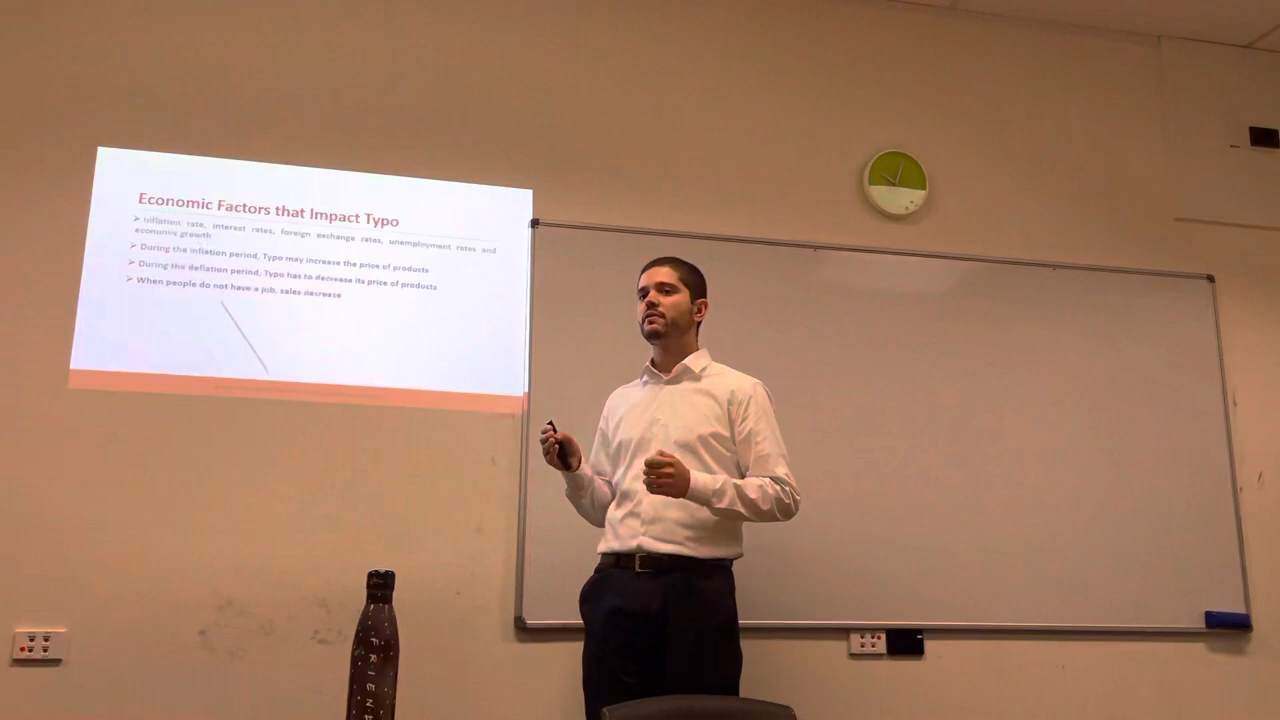 Economic Factors that Impact Typo
➢ Inflation rate, interest rates, foreign exchange rates, unemployment rates and
economic growth
➢ During the inflation period, Typo may increase the price of products
➢ During the deflation period, Typo has to decrease its price of products
➢ When people do not have a job, sales decrease
FRIEN